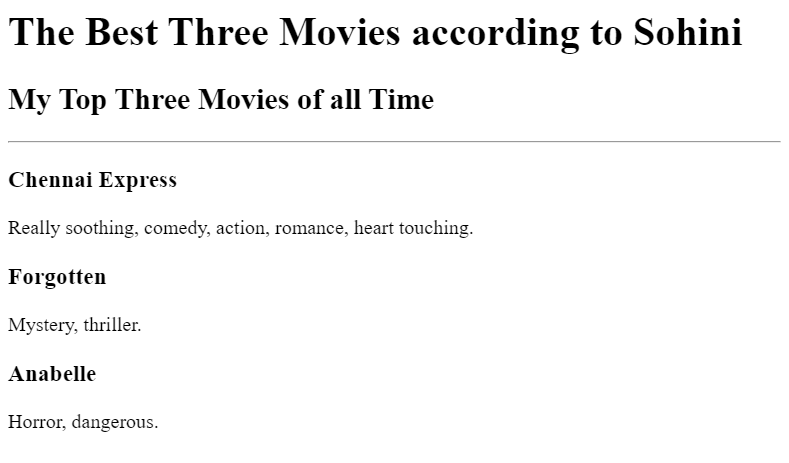 The Best Three Movies according to Sohini
My Top Three Movies of all Time
Chennai Express
Really soothing, comedy, action, romance, heart touching.
Forgotten
Mystery, thriller.
Anabelle
Horror, dangerous.